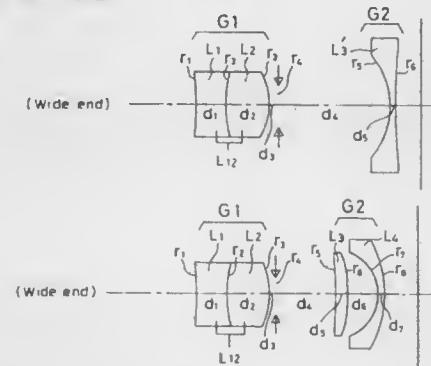 G1 G2
L1 L2 L3'
r1 r3 r3 r4 r5 r6
(Wide end) d1 d2 d4
d5
L12 d3
G1 G2
L1 L2 L3 L4
r1 r2 r3 r4 r5 r6 r7 r8
(Wide end) d1 d2 d4 d5 d6 d7
L12 d3